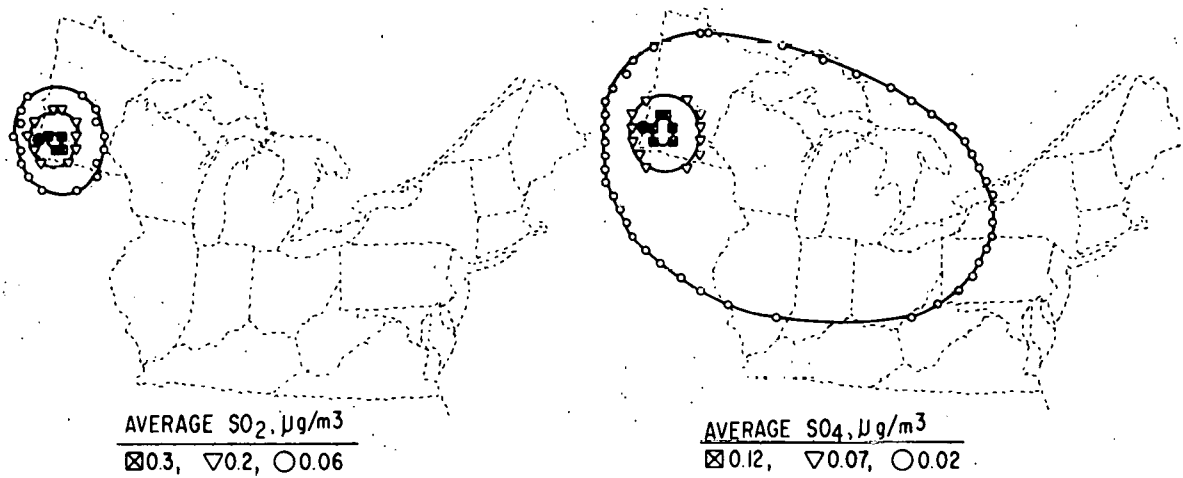 AVERAGE SO2, μg/m3
⊠0.3, ▽0.2, ○0.06
AVERAGE SO4, μg/m3
⊠0.12, ▽0.07, ○0.02